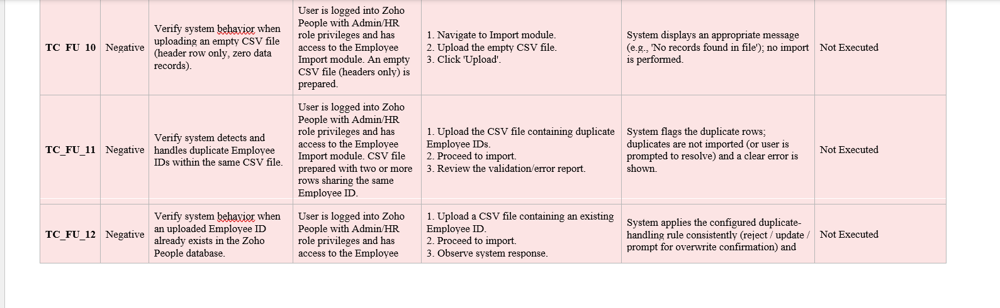 TC_FU_10
Negative
Verify system behavior when
uploading an empty CSV file
(header row only, zero data
records).
User is logged into Zoho
People with Admin/HR
role privileges and has
access to the Employee
Import module. An empty
CSV file (headers only) is
prepared.
1. Navigate to Import module.
2. Upload the empty CSV file.
3. Click 'Upload'.
System displays an appropriate message
(e.g., 'No records found in file'); no import
is performed.
Not Executed
TC_FU_11
Negative
Verify system detects and
handles duplicate Employee
IDs within the same CSV file.
User is logged into Zoho
People with Admin/HR
role privileges and has
access to the Employee
Import module. CSV file
prepared with two or more
rows sharing the same
Employee ID.
1. Upload the CSV file containing duplicate
Employee IDs.
2. Proceed to import.
3. Review the validation/error report.
System flags the duplicate rows;
duplicates are not imported (or user is
prompted to resolve) and a clear error is
shown.
Not Executed
TC_FU_12
Negative
Verify system behavior when
an uploaded Employee ID
already exists in the Zoho
People database.
User is logged into Zoho
People with Admin/HR
role privileges and has
access to the Employee
1. Upload a CSV file containing an existing
Employee ID.
2. Proceed to import.
3. Observe system response.
System applies the configured duplicate-
handling rule consistently (reject / update /
prompt for overwrite confirmation) and
Not Executed